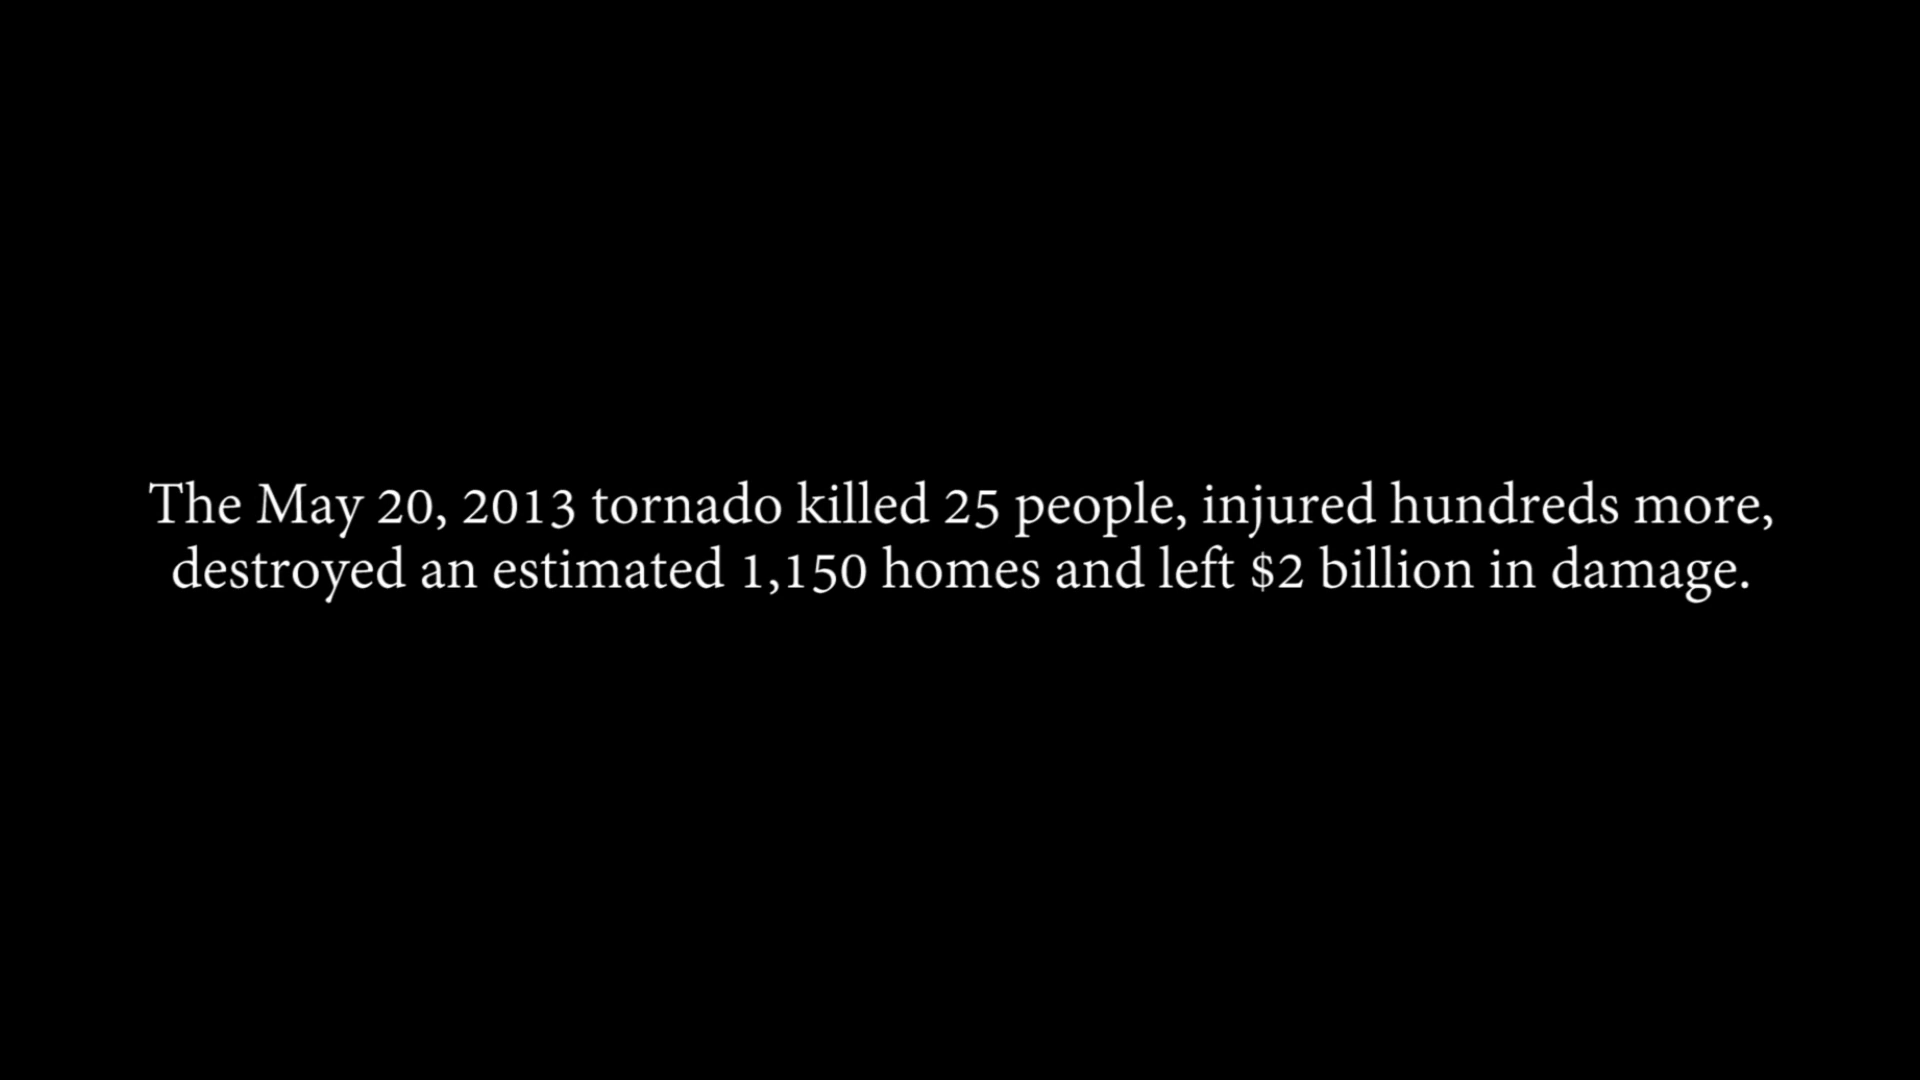 The May 20, 2013 tornado killed 25 people, injured hundreds more,
destroyed an estimated 1,150 homes and left $2 billion in damage.